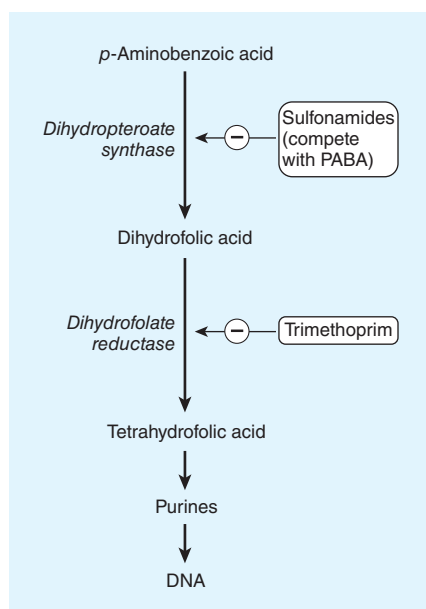 p-Aminobenzoic acid
Dihydropteroate
synthase
−
Sulfonamides
(compete
with PABA)
Dihydrofolic acid
Dihydrofolate
reductase
−
Trimethoprim
Tetrahydrofolic acid
Purines
DNA